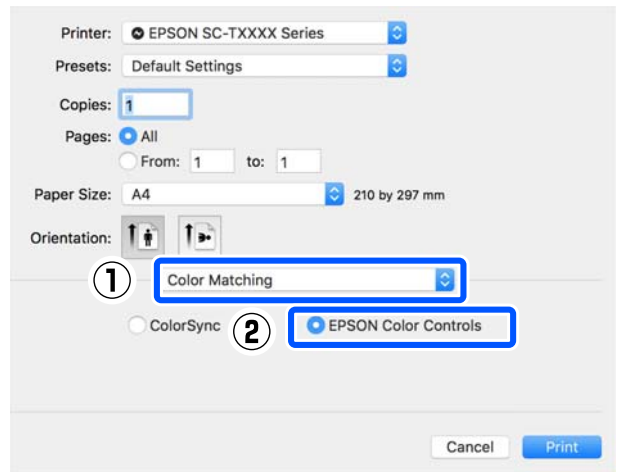 Printer: EPSON SC-TXXXX Series
Presets: Default Settings
Copies: 1
Pages: All
From: 1 to: 1
Paper Size: A4 210 by 297 mm
Orientation:
① Color Matching
ColorSync ② EPSON Color Controls
Cancel Print